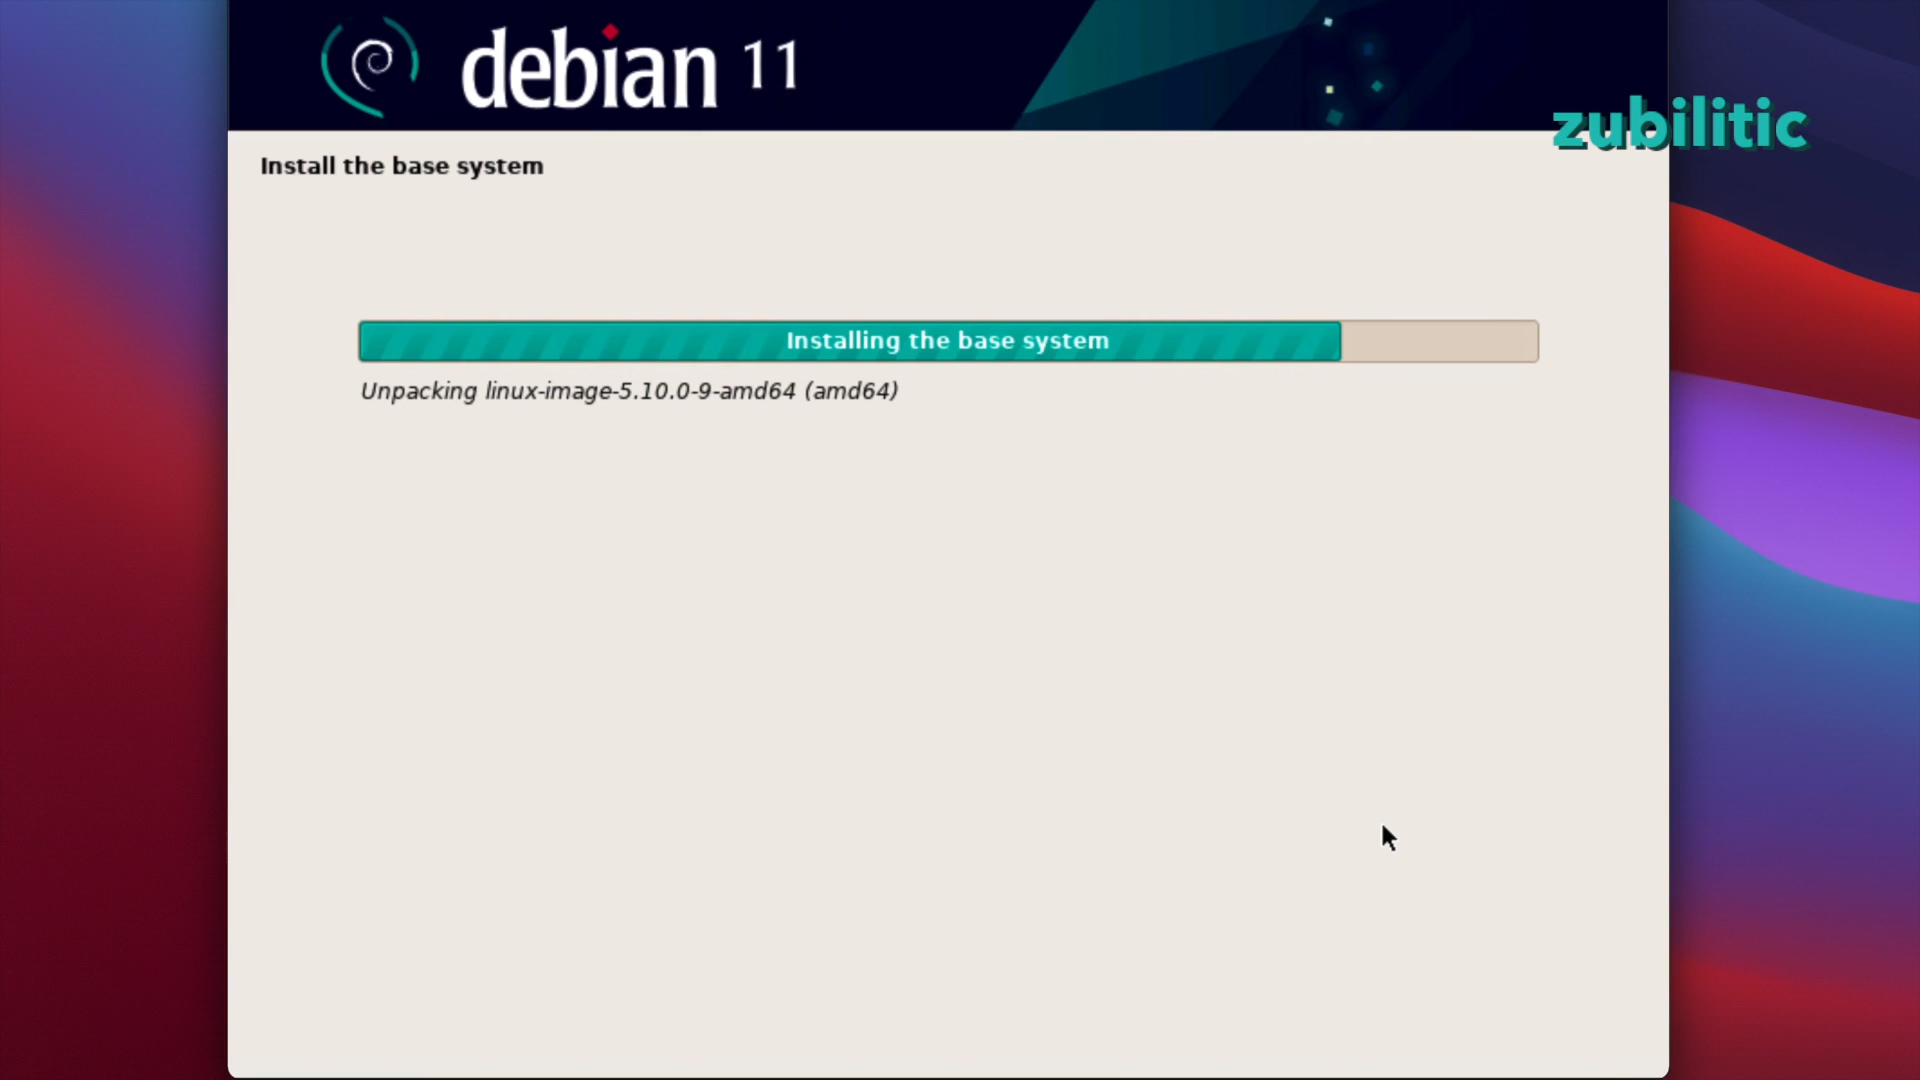 debian 11
zubilitic
Install the base system
Installing the base system
Unpacking linux-image-5.10.0-9-amd64 (amd64)